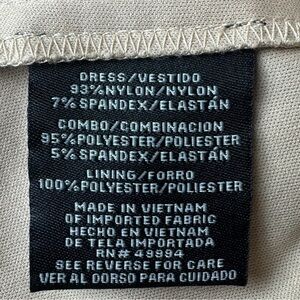 DRESS/VESTIDO
93%NYLON/NYLON
7%SPANDEX/ELASTÁN
COMBO/COMBINACION
95%POLYESTER/POLIESTER
5%SPANDEX/ELASTÁN
LINING/FORRO
100%POLYESTER/POLIESTER
MADE IN VIETNAM
OF IMPORTED FABRIC
HECHO EN VIETNAM
DE TELA IMPORTADA
RN# 49994
SEE REVERSE FOR CARE
VER AL DORSO PARA CUIDADO